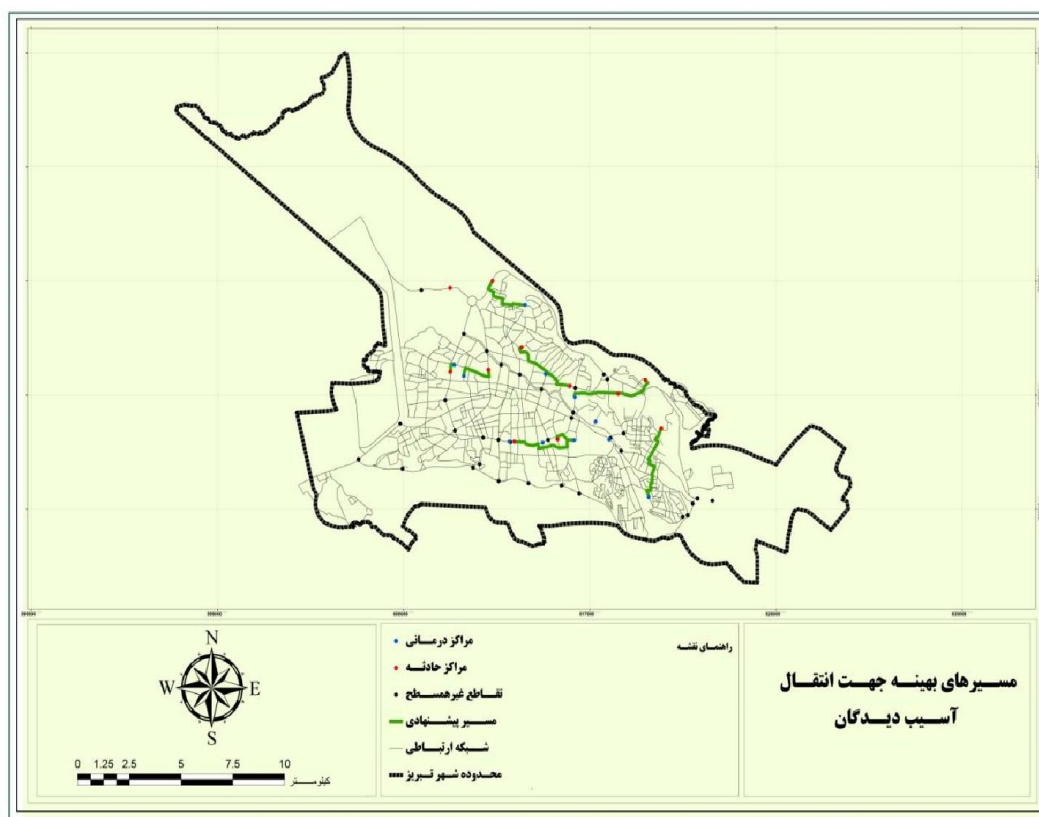 راهنمای نقشه
مراکز درمانی
مراکز حادثه
تقاطع غیرهمسطح
مسیر پیشنهادی
شبکه ارتباطی
محدوده شهر تبریز
مسیرهای بهینه جهت انتقال
آسیب دیدگان
N
W E
S
0 1.25 2.5 5 7.5 10
کیلومتر